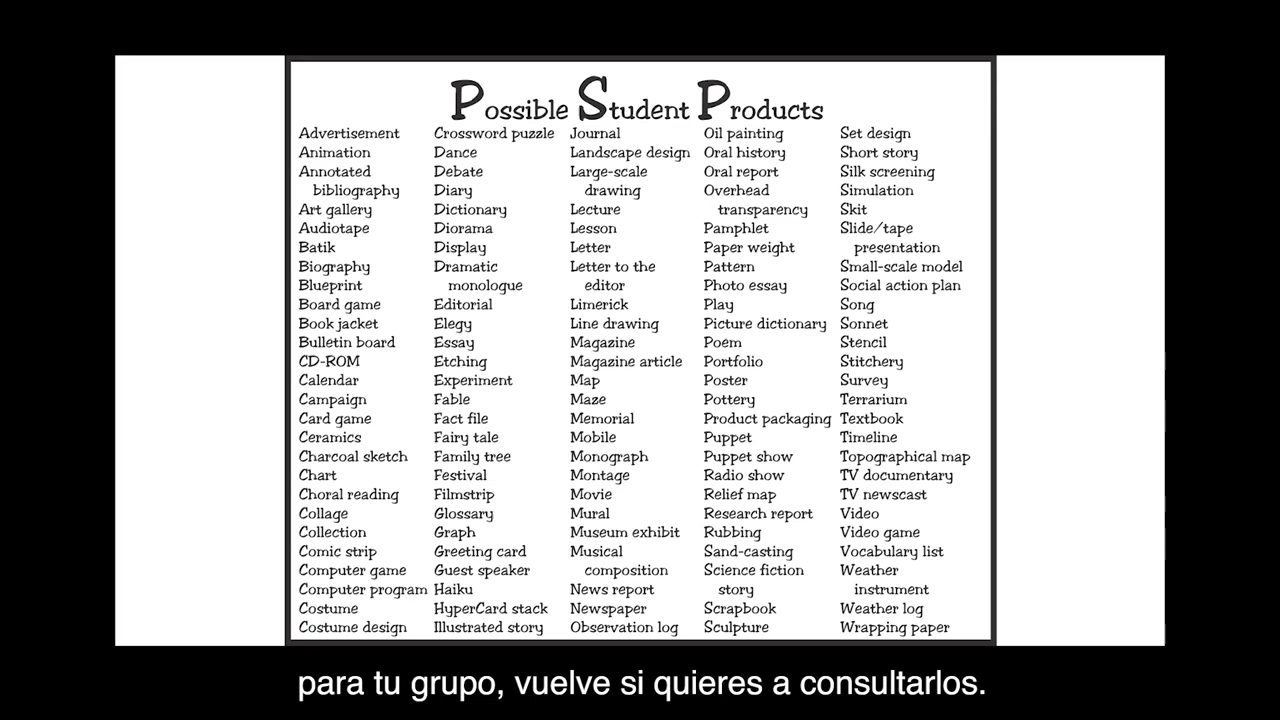 Possible Student Products
Advertisement
Animation
Annotated
bibliography
Art gallery
Audiotape
Batik
Biography
Blueprint
Board game
Book jacket
Bulletin board
CD-ROM
Calendar
Campaign
Card game
Ceramics
Charcoal sketch
Chart
Choral reading
Collage
Collection
Comic strip
Computer game
Computer program
Costume
Costume design
Crossword puzzle
Dance
Debate
Diary
Dictionary
Diorama
Display
Dramatic
monologue
Editorial
Elegy
Essay
Etching
Experiment
Fable
Fact file
Fairy tale
Family tree
Festival
Filmstrip
Glossary
Graph
Greeting card
Guest speaker
Haiku
HyperCard stack
Illustrated story
Journal
Landscape design
Large-scale
drawing
Lecture
Lesson
Letter
Letter to the
editor
Limerick
Line drawing
Magazine
Magazine article
Map
Maze
Memorial
Mobile
Monograph
Montage
Movie
Mural
Museum exhibit
Musical
composition
News report
Newspaper
Observation log
Oil painting
Oral history
Oral report
Overhead
transparency
Pamphlet
Paper weight
Pattern
Photo essay
Play
Picture dictionary
Poem
Portfolio
Poster
Pottery
Product packaging
Puppet
Puppet show
Radio show
Relief map
Research report
Rubbing
Sand-casting
Science fiction
story
Scrapbook
Sculpture
Set design
Short story
Silk screening
Simulation
Skit
Slide/tape
presentation
Small-scale model
Social action plan
Song
Sonnet
Stencil
Stitchery
Survey
Terrarium
Textbook
Timeline
Topographical map
TV documentary
TV newscast
Video
Video game
Vocabulary list
Weather
instrument
Weather log
Wrapping paper
para tu grupo, vuelve si quieres a consultarlos.